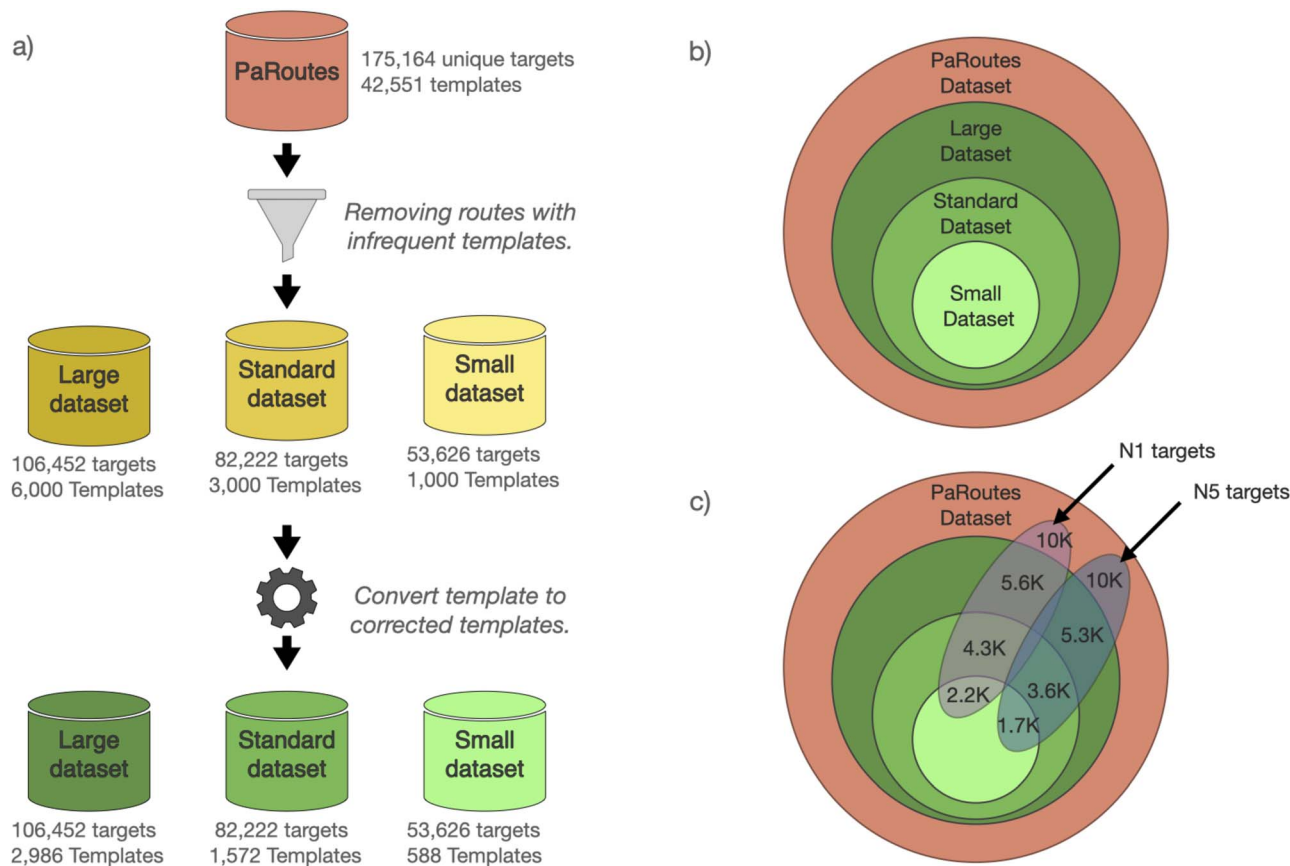 a)
PaRoutes
175,164 unique targets
42,551 templates
Removing routes with
infrequent templates.
Large
dataset
106,452 targets
6,000 Templates
Standard
dataset
82,222 targets
3,000 Templates
Small
dataset
53,626 targets
1,000 Templates
Convert template to
corrected templates.
Large
dataset
106,452 targets
2,986 Templates
Standard
dataset
82,222 targets
1,572 Templates
Small
dataset
53,626 targets
588 Templates
b)
PaRoutes
Dataset
Large
Dataset
Standard
Dataset
Small
Dataset
c)
N1 targets
N5 targets
PaRoutes
Dataset
10K
5.6K
4.3K
2.2K
10K
5.3K
3.6K
1.7K